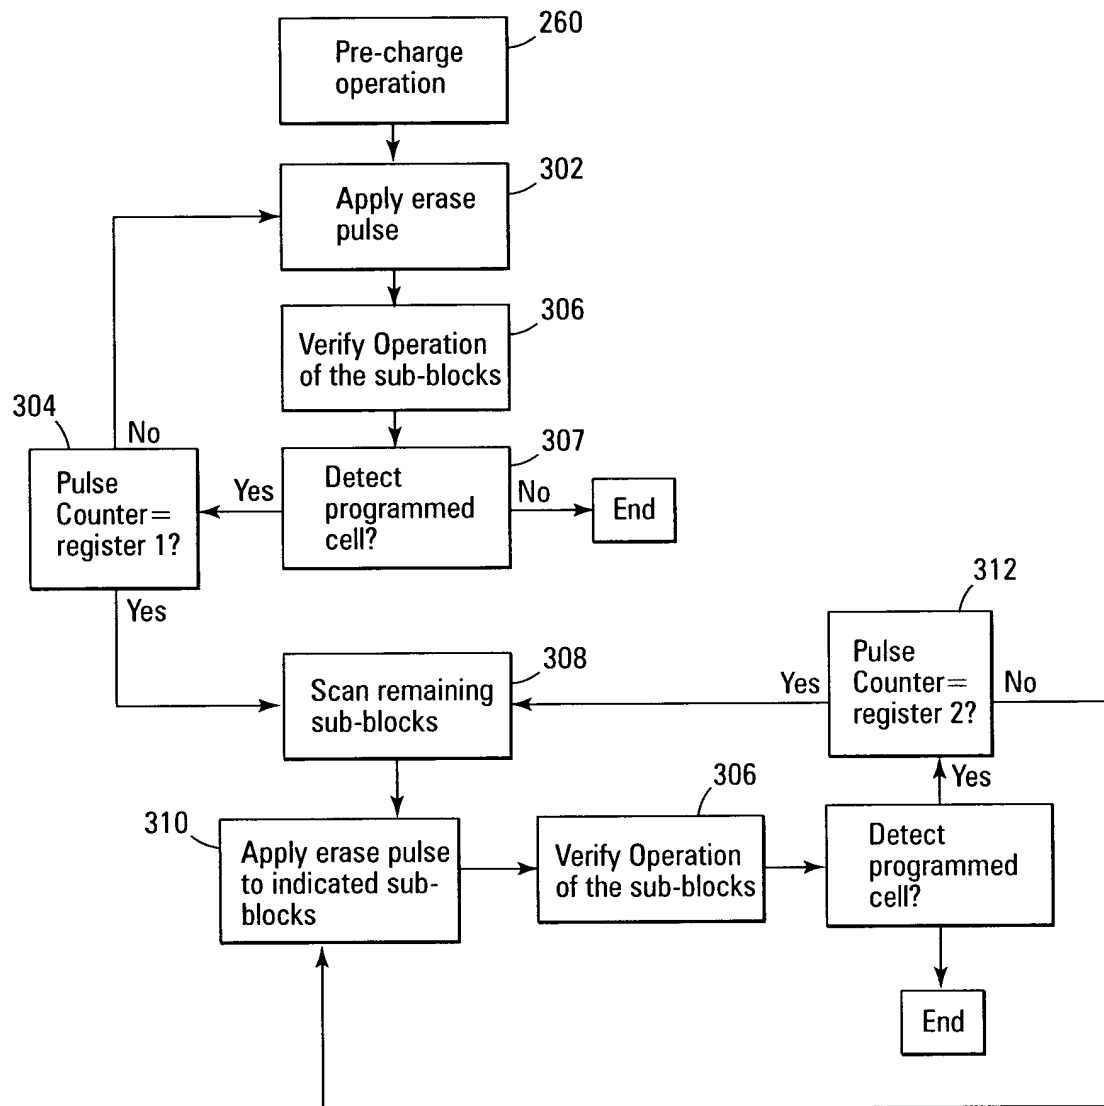 260
Pre-charge
operation
302
Apply erase
pulse
306
Verify Operation
of the sub-blocks
304
No
307
Pulse
Counter=
register 1?
Yes
Detect
programmed
cell?
No
End
Yes
312
308
Scan remaining
sub-blocks
Yes
Pulse
Counter=
register 2?
No
Yes
306
310
Apply erase pulse
to indicated sub-
blocks
Verify Operation
of the sub-blocks
Detect
programmed
cell?
End